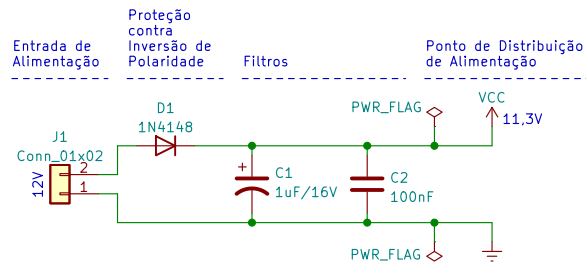 Entrada de
Alimentação
Proteção
contra
Inversão de
Polaridade
Filtros
Ponto de Distribuição
de Alimentação
J1
Conn_01x02
12V
2
1
D1
1N4148
+
C1
1uF/16V
C2
100nF
PWR_FLAG
VCC
11,3V
PWR_FLAG